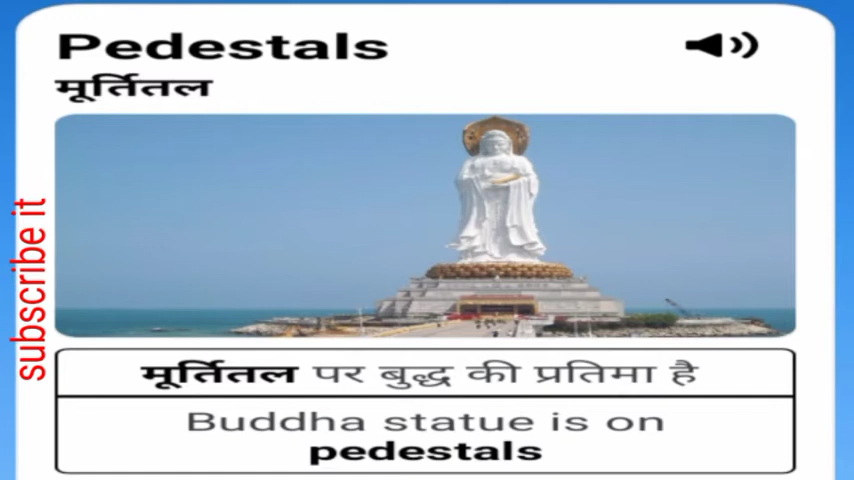 Pedestals
मूर्तितल
subscribe it
मूर्तितल पर बुद्ध की प्रतिमा है
Buddha statue is on
pedestals